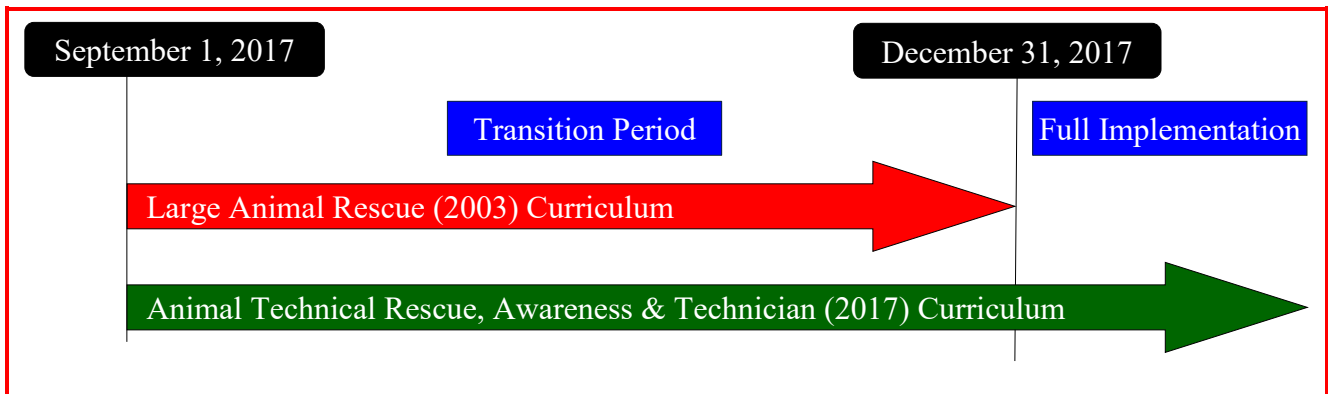 September 1, 2017
December 31, 2017
Transition Period
Full Implementation
Large Animal Rescue (2003) Curriculum
Animal Technical Rescue, Awareness & Technician (2017) Curriculum